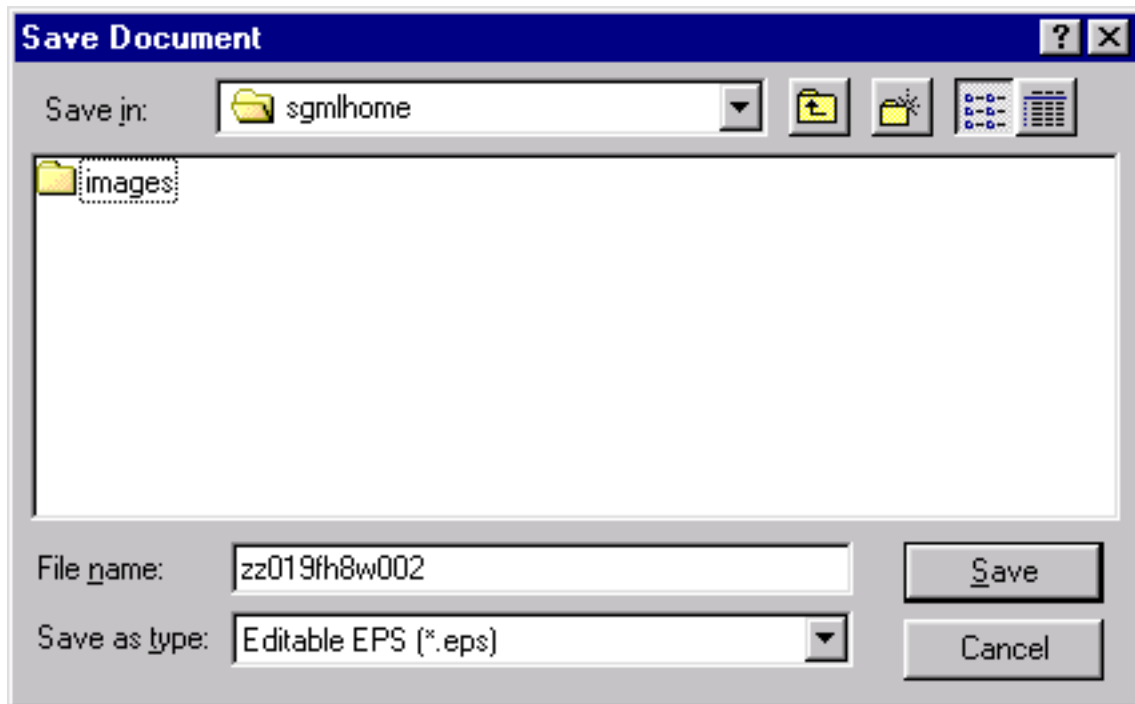 Save Document
Save in: sgmlhome
images
File name: zz019fh8w002 Save
Save as type: Editable EPS (*.eps) Cancel